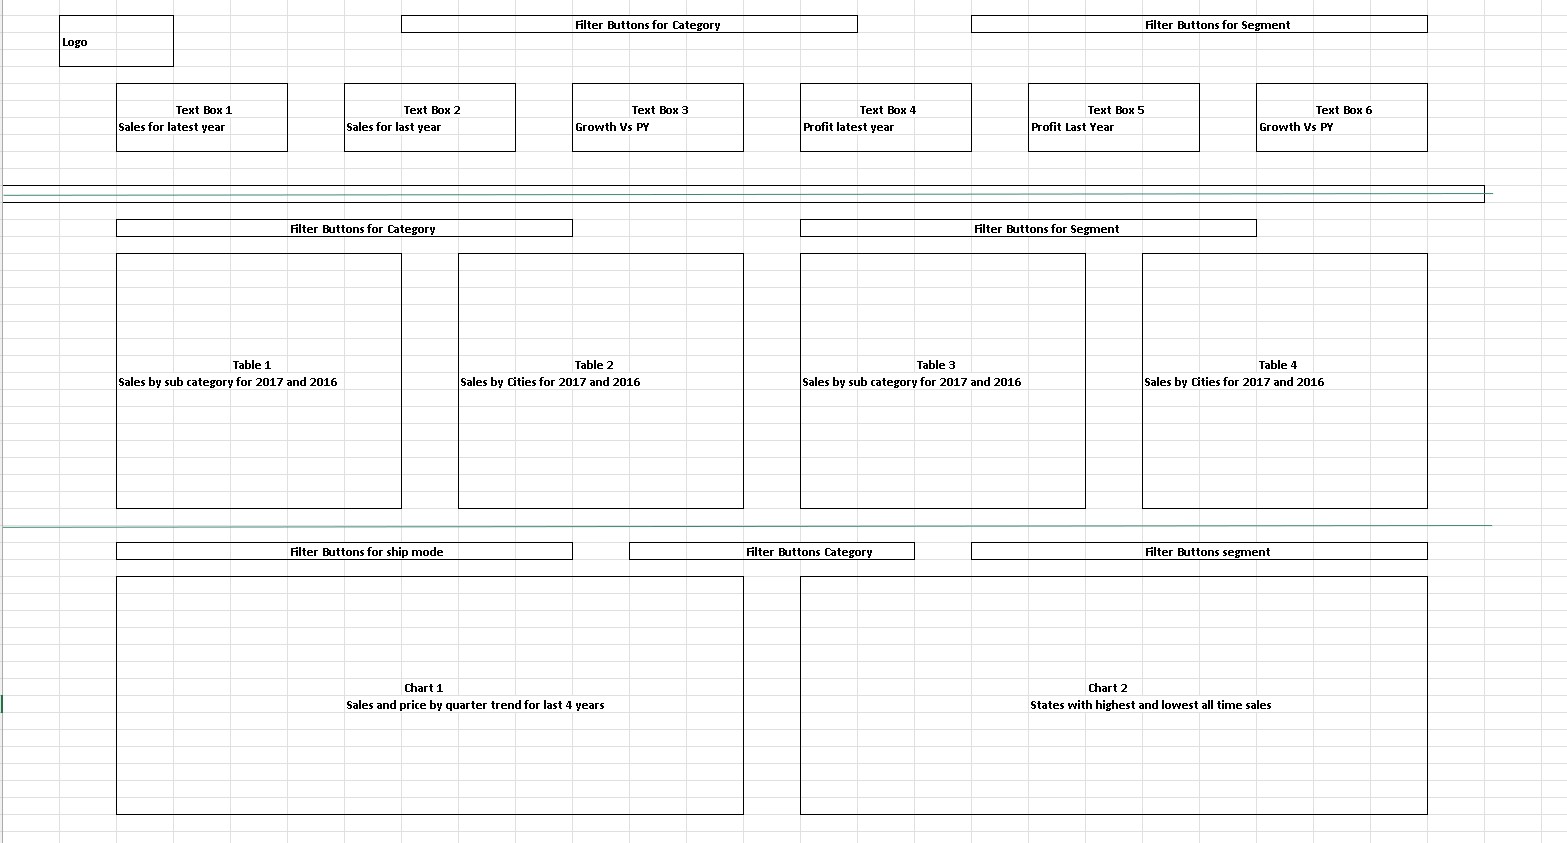 Filter Buttons for Category
Filter Buttons for Segment
Logo
Text Box 1
Sales for latest year
Text Box 2
Sales for last year
Text Box 3
Growth Vs PY
Text Box 4
Profit latest year
Text Box 5
Profit Last Year
Text Box 6
Growth Vs PY
Filter Buttons for Category
Filter Buttons for Segment
Table 1
Sales by sub category for 2017 and 2016
Table 2
Sales by Cities for 2017 and 2016
Table 3
Sales by sub category for 2017 and 2016
Table 4
Sales by Cities for 2017 and 2016
Filter Buttons for ship mode
Filter Buttons Category
Filter Buttons segment
Chart 1
Sales and price by quarter trend for last 4 years
Chart 2
States with highest and lowest all time sales